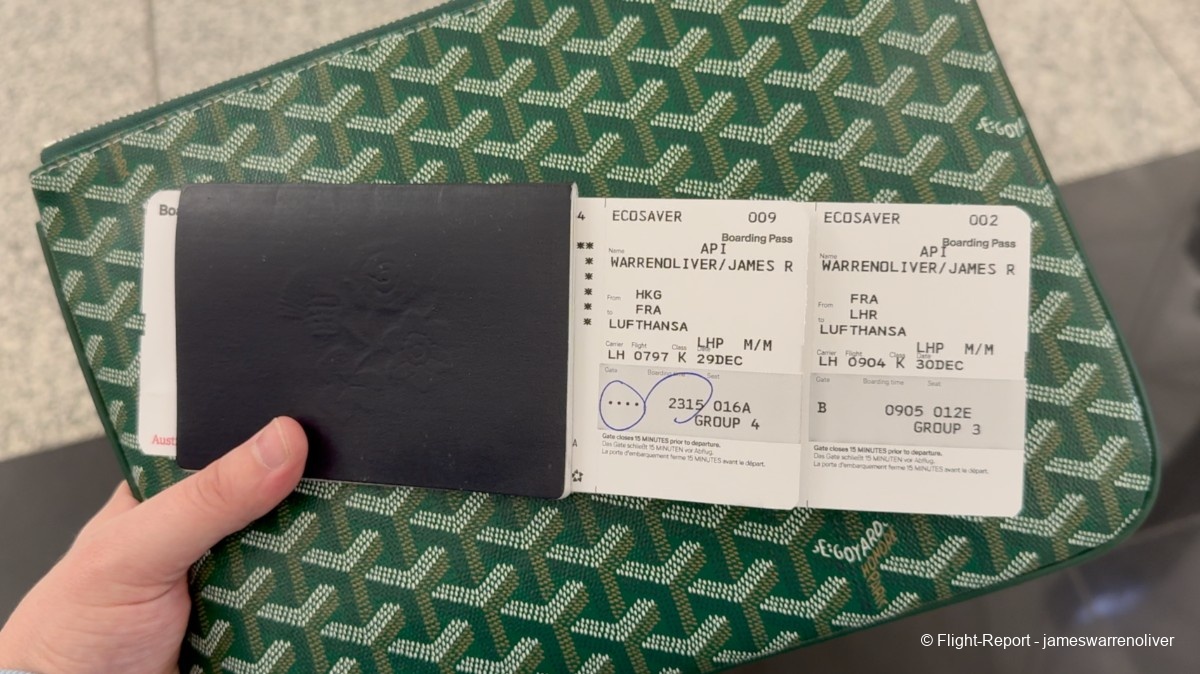 Boa
Aust
4
**
*
*
*
*
*
A
ECOSAVER 009
Boarding Pass
Name API
WARRENOLIVER/JAMES R
From HKG
to FRA
LUFTHANSA
LHP M/M
Carrier Flight Class Date
LH 0797 K 29DEC
Gate Boarding time Seat
.... 2315 016A
GROUP 4
Gate closes 15 MINUTES prior to departure.
Das Gate schließt 15 MINUTEN vor Abflug.
La porte d'embarquement ferme 15 MINUTES avant le départ.
ECOSAVER 002
Boarding Pass
Name API
WARRENOLIVER/JAMES R
From FRA
to LHR
LUFTHANSA
LHP M/M
Carrier Flight Class Date
LH 0904 K 30DEC
Gate Boarding time Seat
B 0905 012E
GROUP 3
Gate closes 15 MINUTES prior to departure.
Das Gate schließt 15 MINUTEN vor Abflug.
La porte d'embarquement ferme 15 MINUTES avant le départ.
E.GOYARD
© Flight-Report - jameswarrenoliver